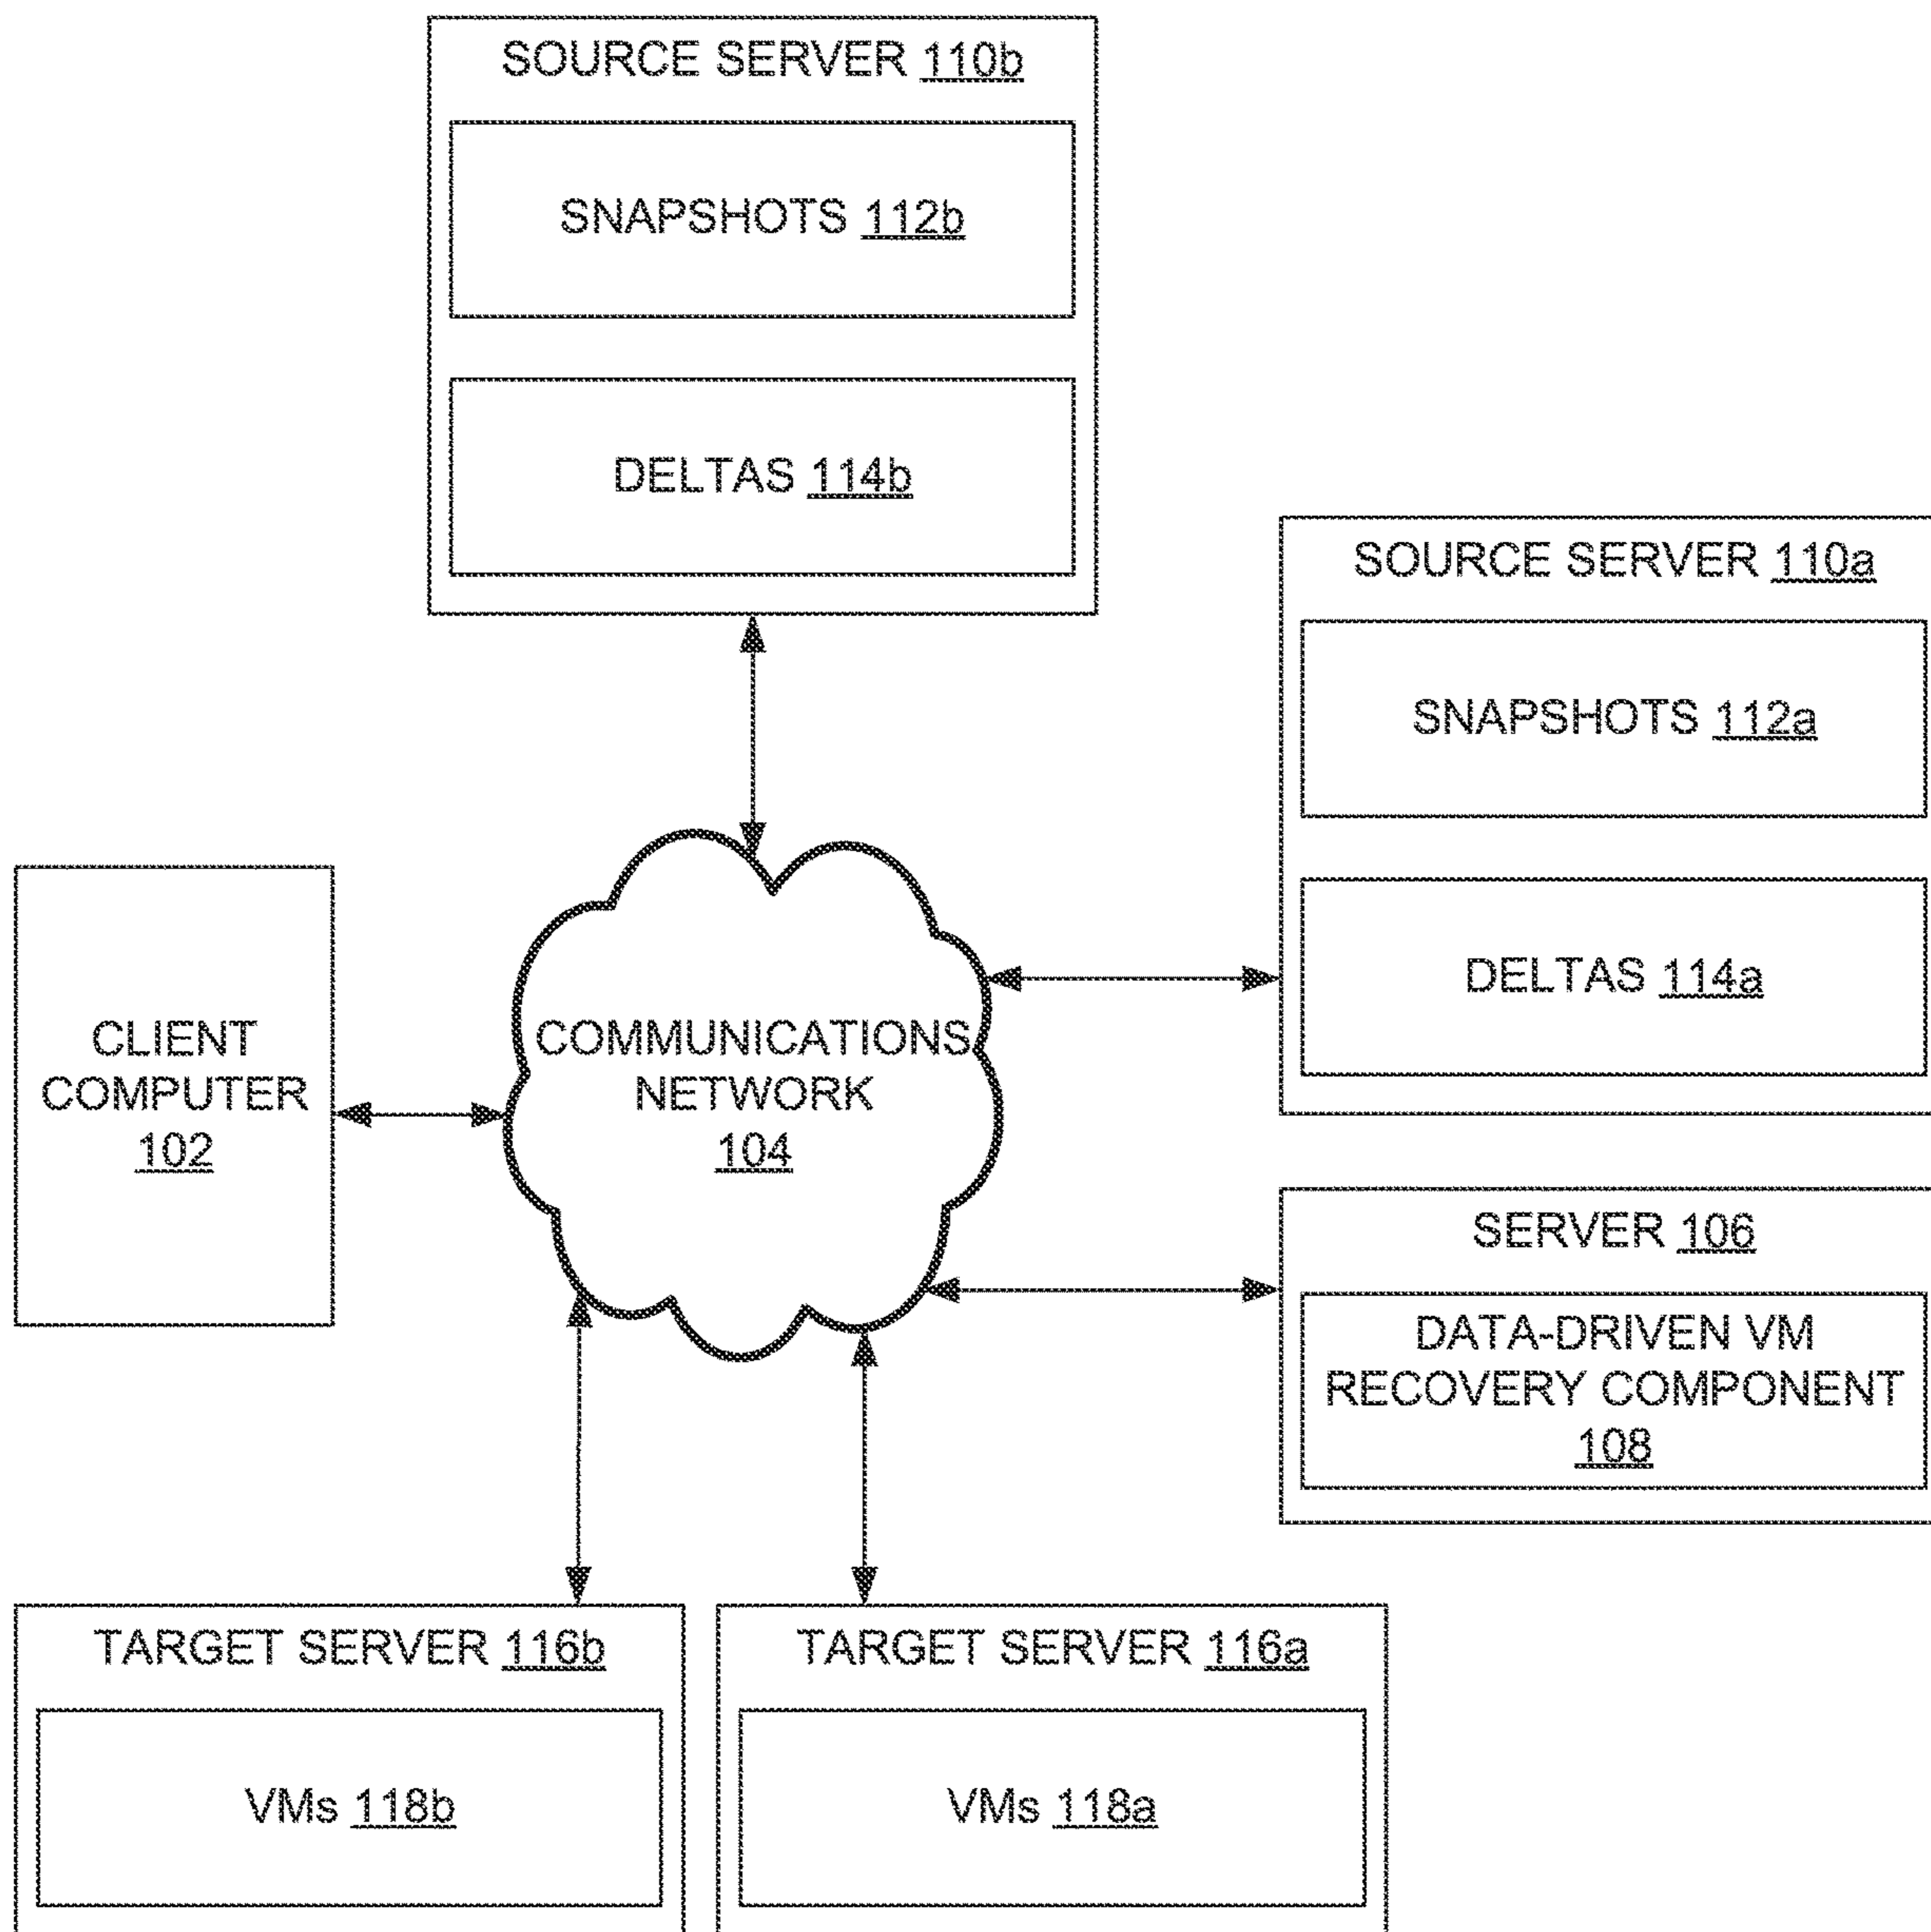 SOURCE SERVER 110b
SNAPSHOTS 112b
DELTAS 114b
SOURCE SERVER 110a
SNAPSHOTS 112a
DELTAS 114a
CLIENT
COMPUTER
102
COMMUNICATIONS
NETWORK
104
SERVER 106
DATA-DRIVEN VM
RECOVERY COMPONENT
108
TARGET SERVER 116b
VMs 118b
TARGET SERVER 116a
VMs 118a